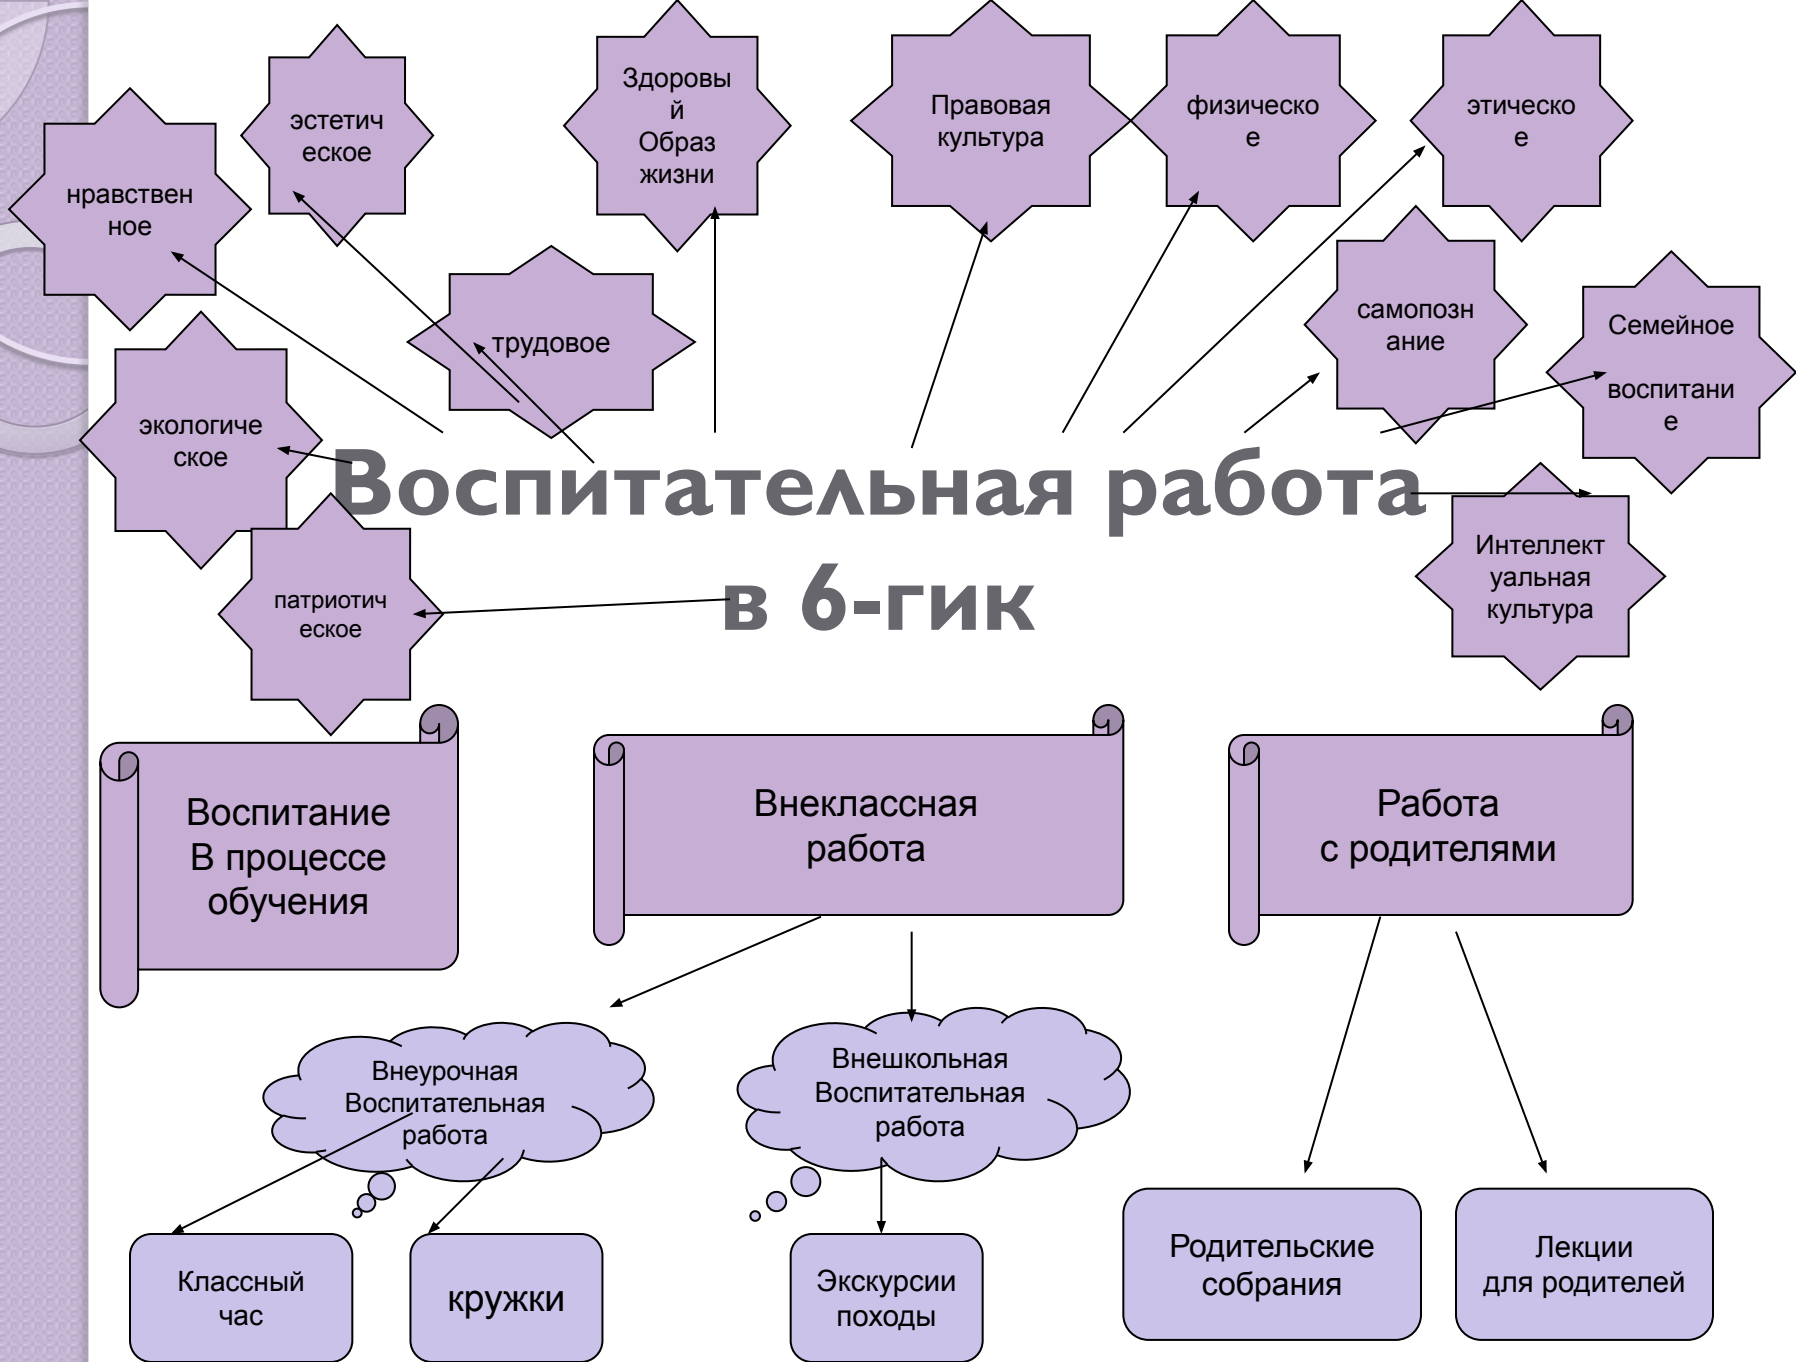 Здоровы
й
Образ
жизни
Правовая
культура
физическо
е
этическо
е
эстетич
еское
нравствен
ное
трудовое
самопозн
ание
Семейное
воспитани
е
экологиче
ское
Воспитательная работа
в 6-гик
Интеллект
уальная
культура
патриотич
еское
Воспитание
В процессе
обучения
Внеклассная
работа
Работа
с родителями
Внеурочная
Воспитательная
работа
Внешкольная
Воспитательная
работа
Классный
час
кружки
Экскурсии
походы
Родительские
собрания
Лекции
для родителей